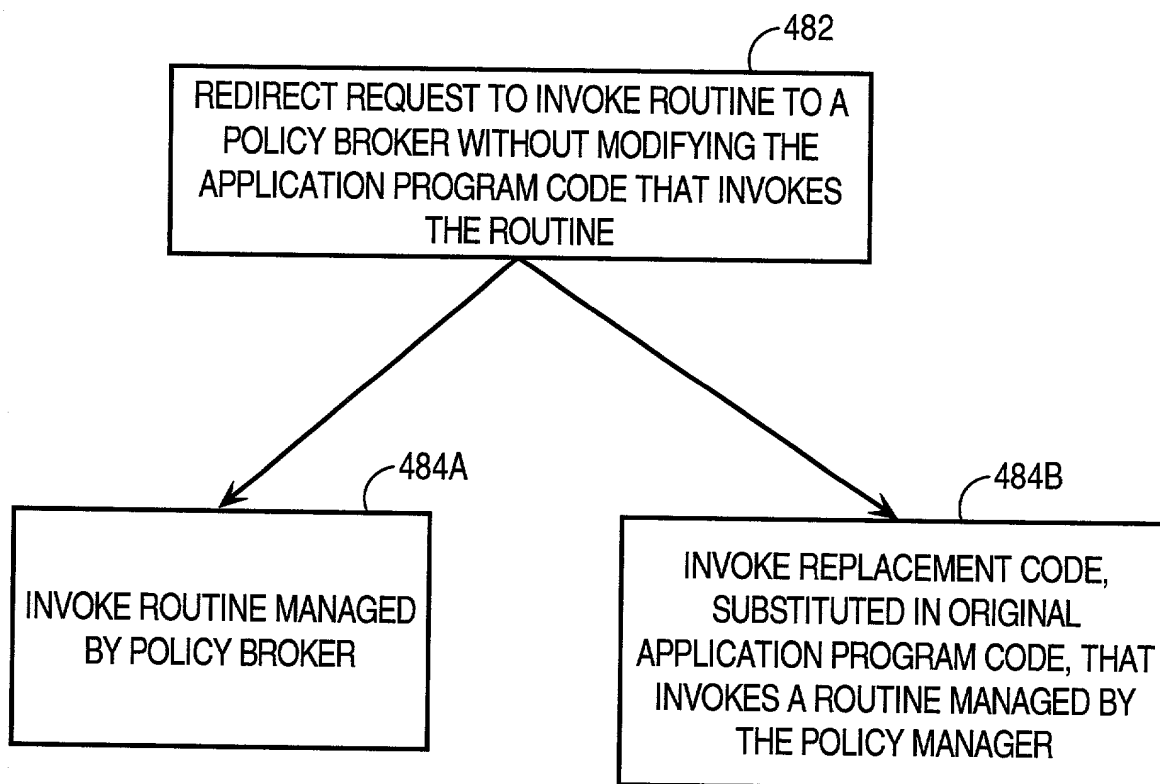 482
REDIRECT REQUEST TO INVOKE ROUTINE TO A
POLICY BROKER WITHOUT MODIFYING THE
APPLICATION PROGRAM CODE THAT INVOKES
THE ROUTINE
484A
INVOKE ROUTINE MANAGED
BY POLICY BROKER
484B
INVOKE REPLACEMENT CODE,
SUBSTITUTED IN ORIGINAL
APPLICATION PROGRAM CODE, THAT
INVOKES A ROUTINE MANAGED BY
THE POLICY MANAGER